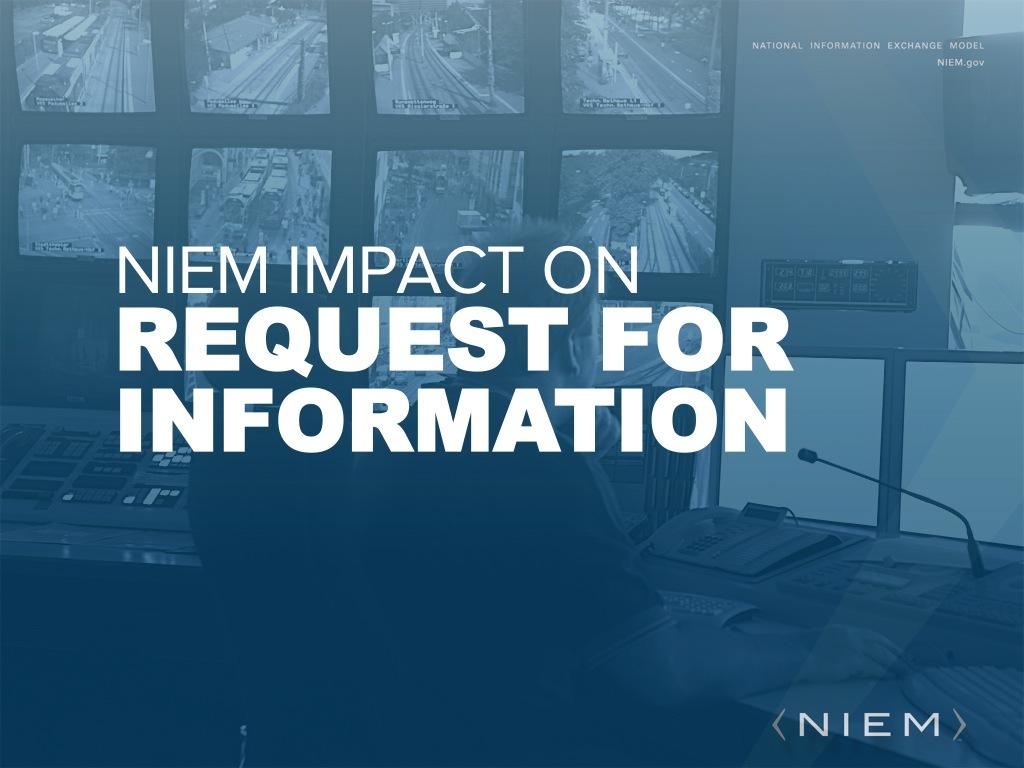 NATIONAL INFORMATION EXCHANGE MODEL
NIEM.gov
NIEM IMPACT ON
REQUEST FOR
INFORMATION
NIEM